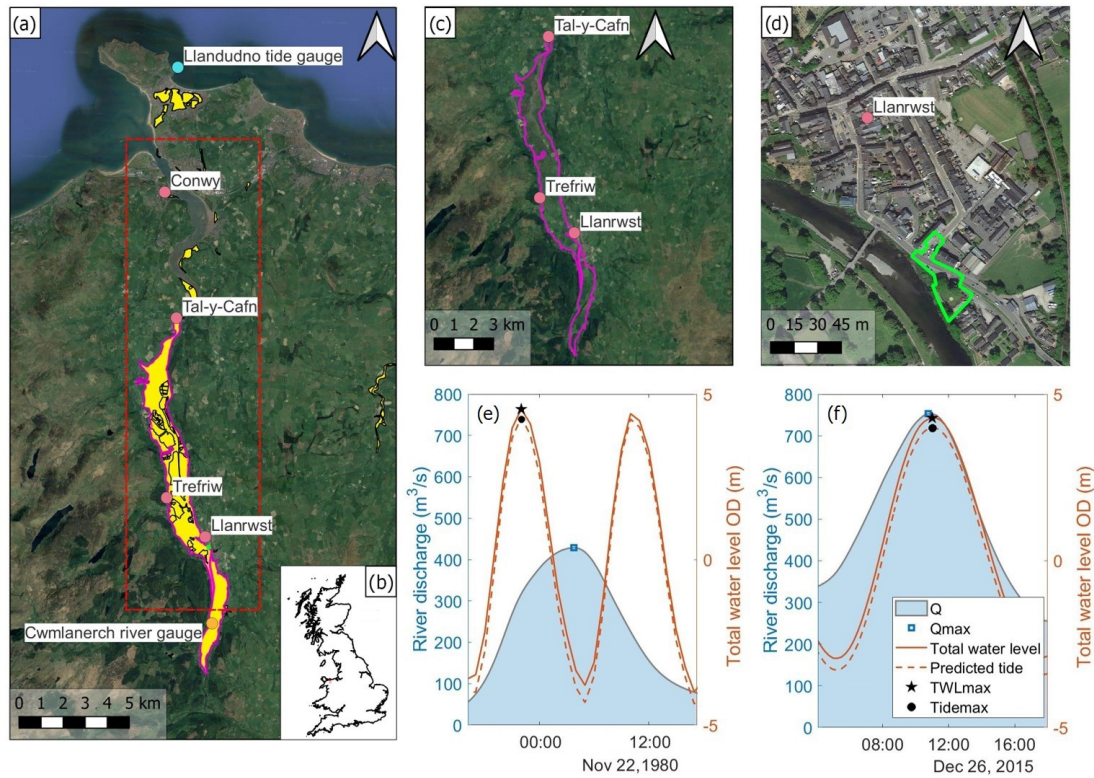 (a)
Llandudno tide gauge
Conwy
Tal-y-Cafn
Trefriw
Llanrwst
Cwmlanerch river gauge
0 1 2 3 4 5 km
(b)
(c)
Tal-y-Cafn
Trefriw
Llanrwst
0 1 2 3 km
(d)
Llanrwst
0 15 30 45 m
(e)
River discharge (m³/s)
800
700
600
500
400
300
200
100
0
5
0
-5
Total water level OD (m)
00:00 12:00
Nov 22,1980
(f)
River discharge (m³/s)
800
700
600
500
400
300
200
100
0
5
0
-5
Total water level OD (m)
Q
Qmax
Total water level
Predicted tide
TWLmax
Tidemax
08:00 12:00 16:00
Dec 26, 2015